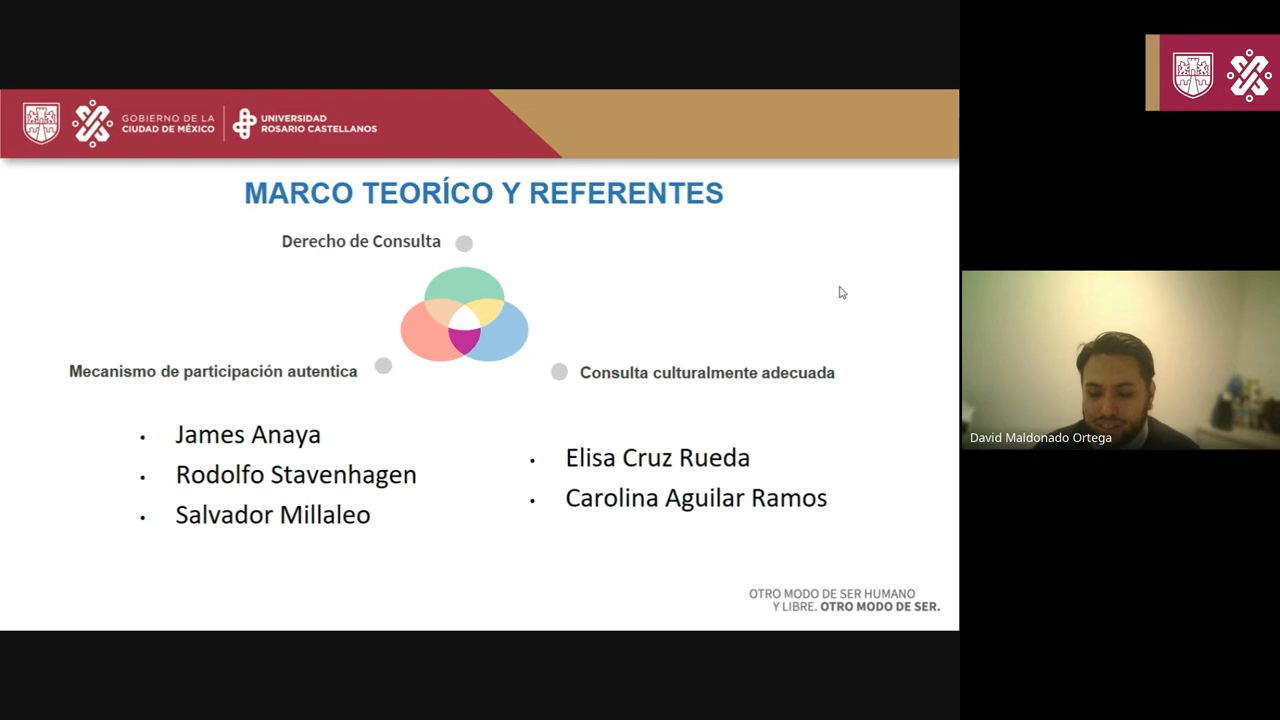 GOBIERNO DE LA
CIUDAD DE MÉXICO
UNIVERSIDAD
ROSARIO CASTELLANOS
MARCO TEORÍCO Y REFERENTES
Derecho de Consulta
Mecanismo de participación autentica
Consulta culturalmente adecuada
• James Anaya
• Rodolfo Stavenhagen
• Salvador Millaleo
• Elisa Cruz Rueda
• Carolina Aguilar Ramos
OTRO MODO DE SER HUMANO
Y LIBRE. OTRO MODO DE SER.
David Maldonado Ortega